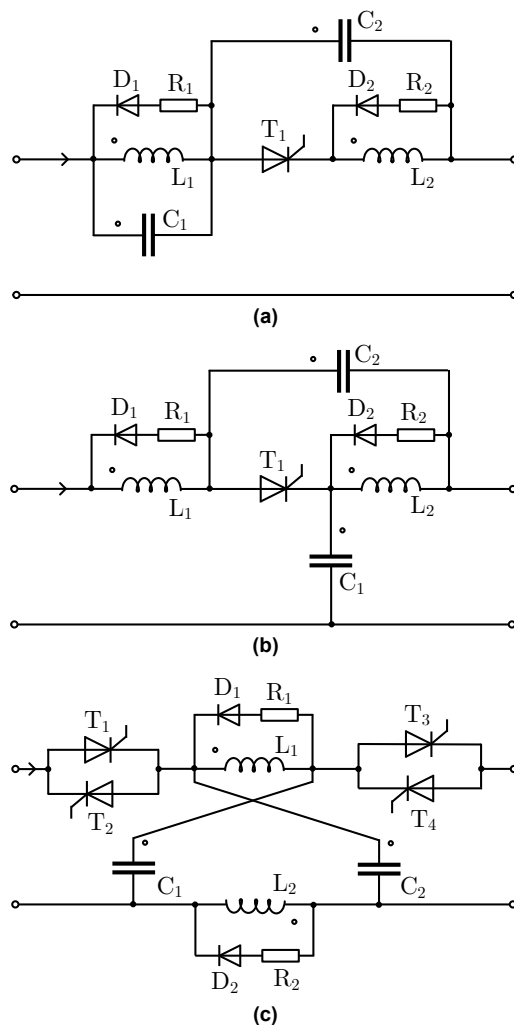 C₂
D₁ R₁ D₂ R₂
T₁
L₁ L₂
C₁
(a)
C₂
D₁ R₁ D₂ R₂
T₁
L₁ L₂
C₁
(b)
D₁ R₁
T₁ L₁ T₃
T₂ T₄
C₁ L₂ C₂
D₂ R₂
(c)